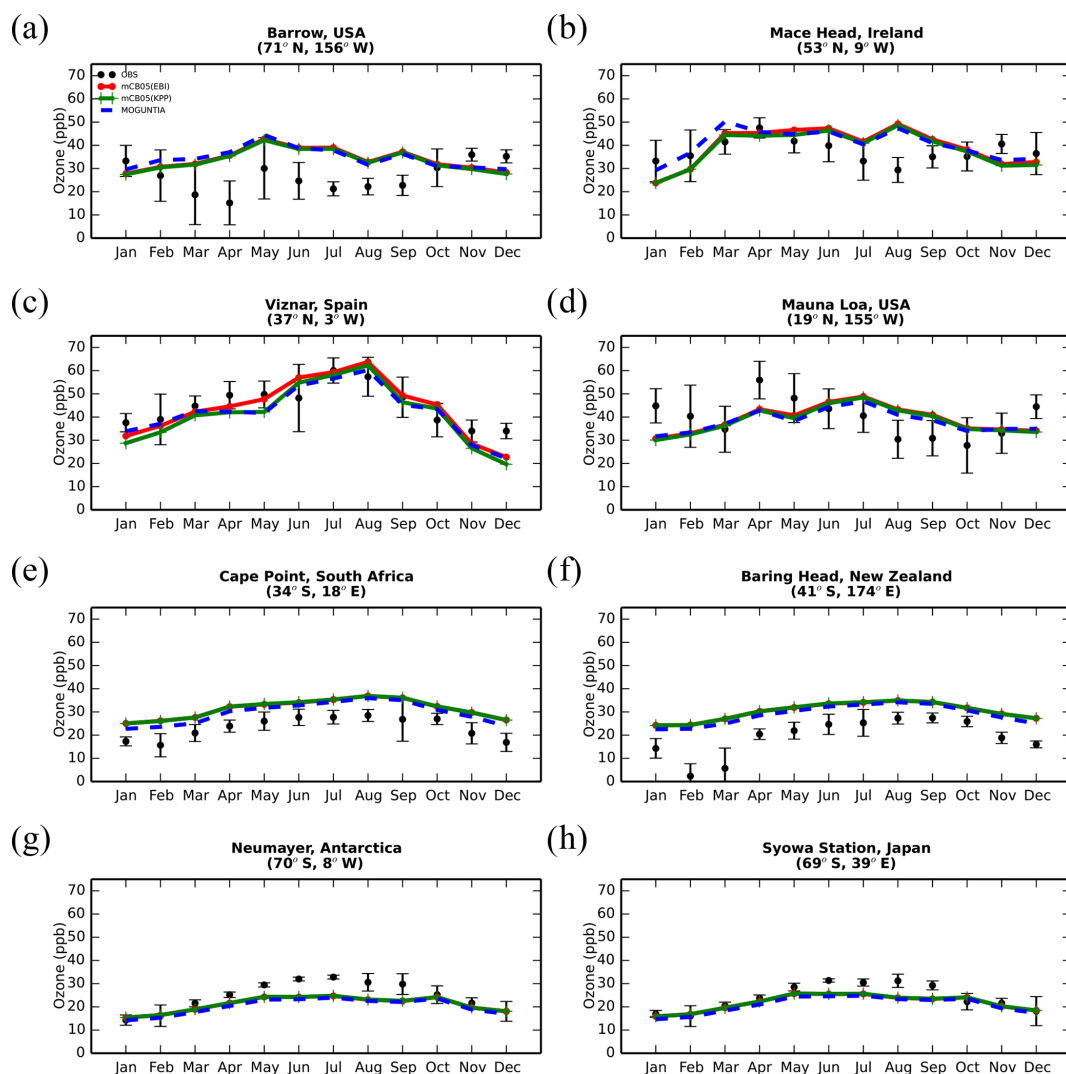 (a)
Barrow, USA
(71° N, 156° W)
Ozone (ppb)
70
60
50
40
30
20
10
0
OBS
mCB05(EBI)
mCB05(KPP)
MOGUNTIA
Jan Feb Mar Apr May Jun Jul Aug Sep Oct Nov Dec
(b)
Mace Head, Ireland
(53° N, 9° W)
Ozone (ppb)
70
60
50
40
30
20
10
0
Jan Feb Mar Apr May Jun Jul Aug Sep Oct Nov Dec
(c)
Viznar, Spain
(37° N, 3° W)
Ozone (ppb)
70
60
50
40
30
20
10
0
Jan Feb Mar Apr May Jun Jul Aug Sep Oct Nov Dec
(d)
Mauna Loa, USA
(19° N, 155° W)
Ozone (ppb)
70
60
50
40
30
20
10
0
Jan Feb Mar Apr May Jun Jul Aug Sep Oct Nov Dec
(e)
Cape Point, South Africa
(34° S, 18° E)
Ozone (ppb)
70
60
50
40
30
20
10
0
Jan Feb Mar Apr May Jun Jul Aug Sep Oct Nov Dec
(f)
Baring Head, New Zealand
(41° S, 174° E)
Ozone (ppb)
70
60
50
40
30
20
10
0
Jan Feb Mar Apr May Jun Jul Aug Sep Oct Nov Dec
(g)
Neumayer, Antarctica
(70° S, 8° W)
Ozone (ppb)
70
60
50
40
30
20
10
0
Jan Feb Mar Apr May Jun Jul Aug Sep Oct Nov Dec
(h)
Syowa Station, Japan
(69° S, 39° E)
Ozone (ppb)
70
60
50
40
30
20
10
0
Jan Feb Mar Apr May Jun Jul Aug Sep Oct Nov Dec